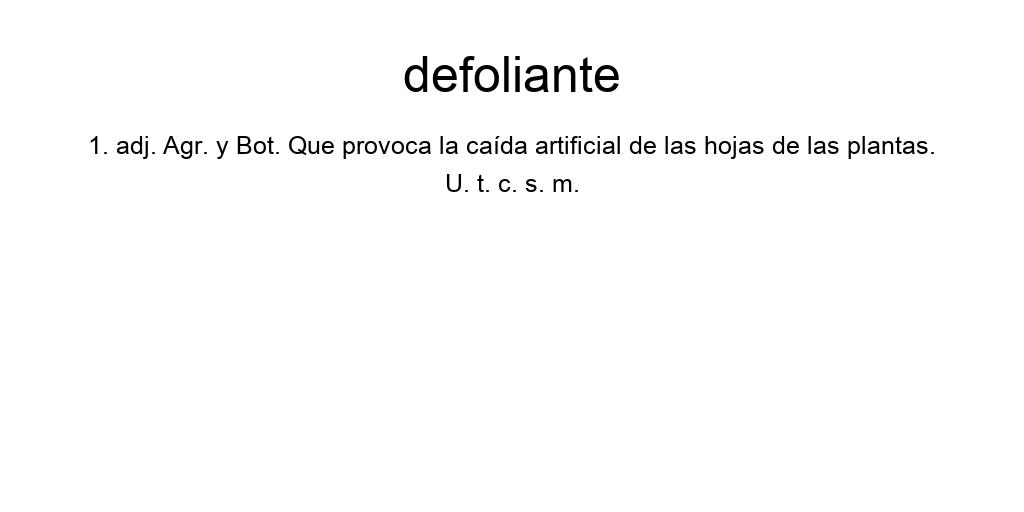 defoliante
1. adj. Agr. y Bot. Que provoca la caída artificial de las hojas de las plantas.
U. t. c. s. m.